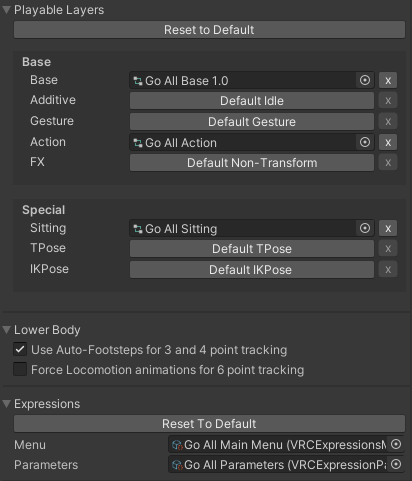 Playable Layers
Reset to Default
Base
Base Go All Base 1.0 x
Additive Default Idle x
Gesture Default Gesture x
Action Go All Action x
FX Default Non-Transform x
Special
Sitting Go All Sitting x
TPose Default TPose x
IKPose Default IKPose x
Lower Body
Use Auto-Footsteps for 3 and 4 point tracking
Force Locomotion animations for 6 point tracking
Expressions
Reset To Default
Menu Go All Main Menu (VRCExpressionsM
Parameters Go All Parameters (VRCExpressionPa